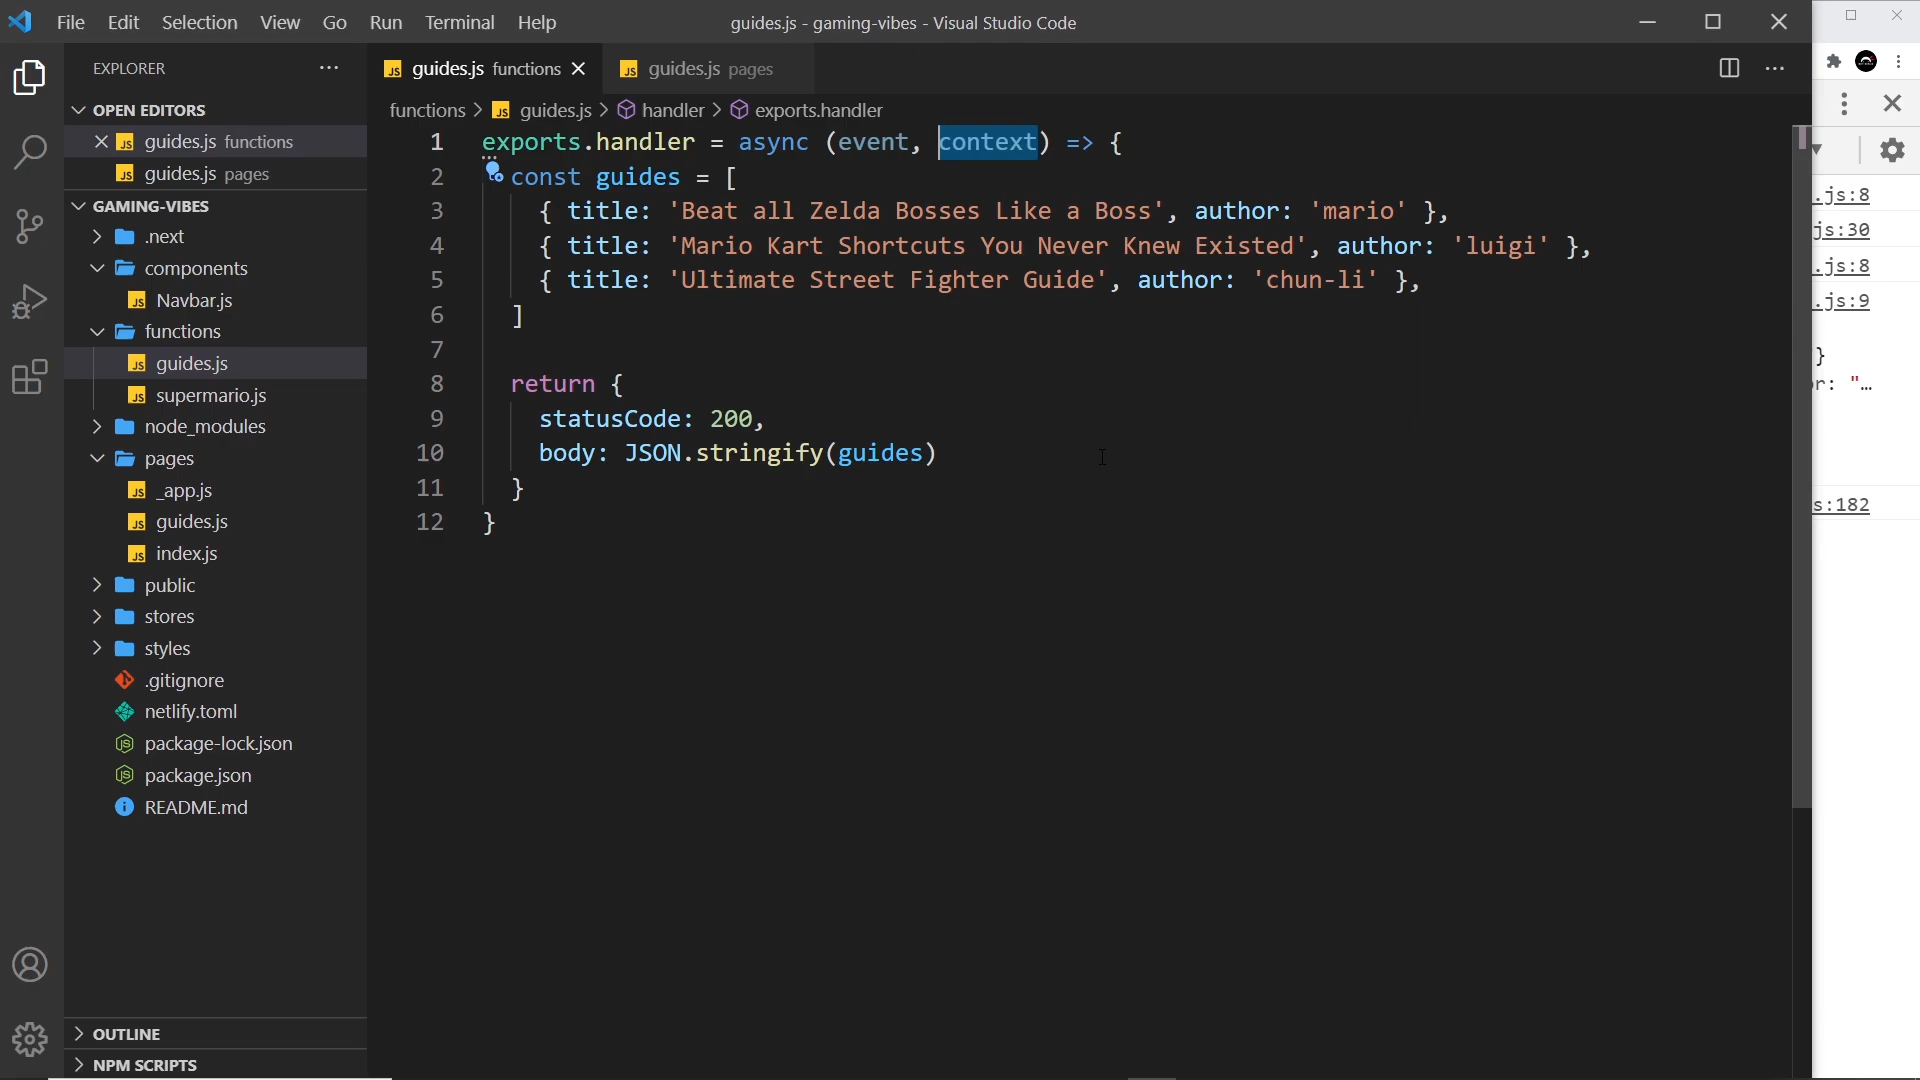 File Edit Selection View Go Run Terminal Help
guides.js - gaming-vibes - Visual Studio Code
EXPLORER
OPEN EDITORS
guides.js functions
guides.js pages
GAMING-VIBES
.next
components
Navbar.js
functions
guides.js
supermario.js
node_modules
pages
_app.js
guides.js
index.js
public
stores
styles
.gitignore
netlify.toml
package-lock.json
package.json
README.md
OUTLINE
NPM SCRIPTS
guides.js functions
guides.js pages
functions > guides.js > handler > exports.handler
1 exports.handler = async (event, context) => {
2 const guides = [
3 { title: 'Beat all Zelda Bosses Like a Boss', author: 'mario' },
4 { title: 'Mario Kart Shortcuts You Never Knew Existed', author: 'luigi' },
5 { title: 'Ultimate Street Fighter Guide', author: 'chun-li' },
6 ]
7
8 return {
9 statusCode: 200,
10 body: JSON.stringify(guides)
11 }
12 }
.js:8
js:30
.js:8
.js:9
}
r: "…
s:182